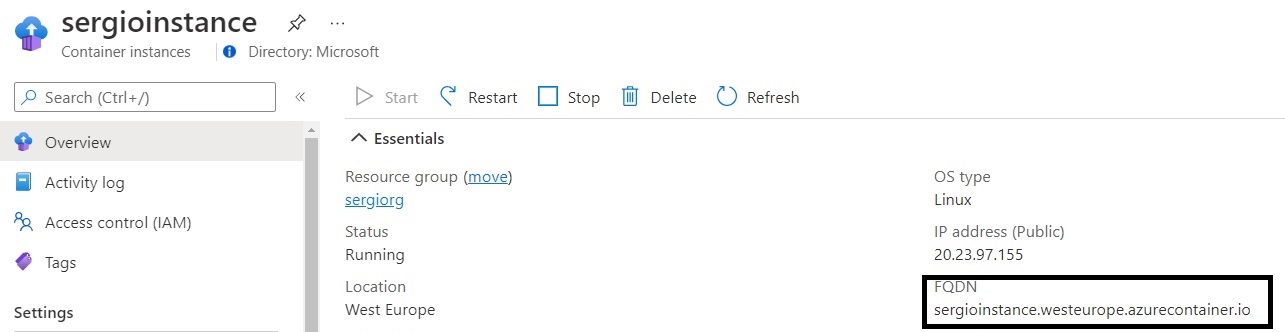 sergioinstance ...
Container instances Directory: Microsoft
Search (Ctrl+/) «
Start Restart Stop Delete Refresh
Overview
Activity log
Access control (IAM)
Tags
Settings
Essentials
Resource group (move)
sergiorg
Status
Running
Location
West Europe
OS type
Linux
IP address (Public)
20.23.97.155
FQDN
sergioinstance.westeurope.azurecontainer.io